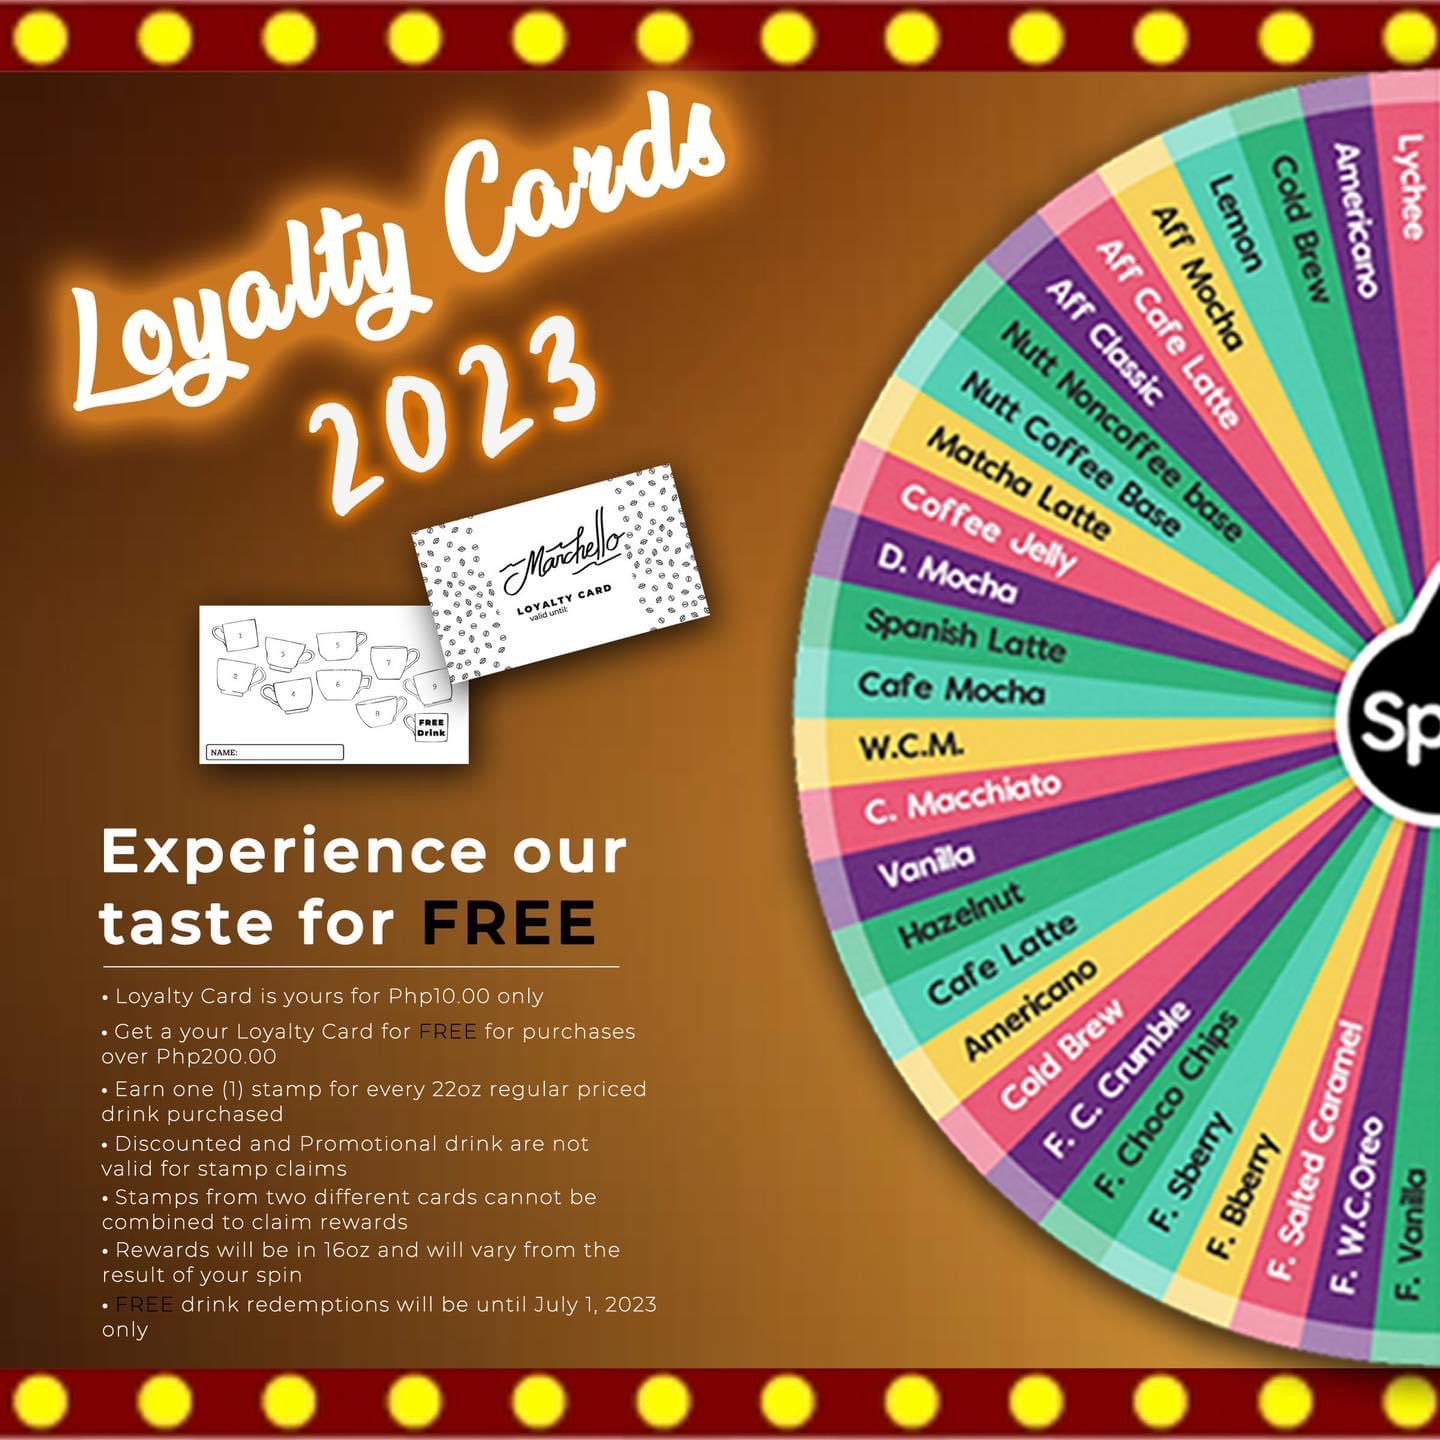 Loyalty Cards
2023
Marchello
LOYALTY CARD
valid until:
1
2
3
4
5
6
7
8
9
FREE
Drink
NAME:
Experience our
taste for FREE
• Loyalty Card is yours for Php10.00 only
• Get a your Loyalty Card for FREE for purchases
over Php200.00
• Earn one (1) stamp for every 22oz regular priced
drink purchased
• Discounted and Promotional drink are not
valid for stamp claims
• Stamps from two different cards cannot be
combined to claim rewards
• Rewards will be in 16oz and will vary from the
result of your spin
• FREE drink redemptions will be until July 1, 2023
only
Lychee
Americano
Cold Brew
Lemon
Aff Mocha
Aff Cafe Latte
Aff Classic
Nutt Noncoffee base
Nutt Coffee Base
Matcha Latte
Coffee Jelly
D. Mocha
Spanish Latte
Cafe Mocha
W.C.M.
C. Macchiato
Vanilla
Hazelnut
Cafe Latte
Americano
Cold Brew
F. C. Crumble
F. Choco Chips
F. Sberry
F. Bberry
F. Salted Caramel
F. W.C.Oreo
F. Vanilla
Sp